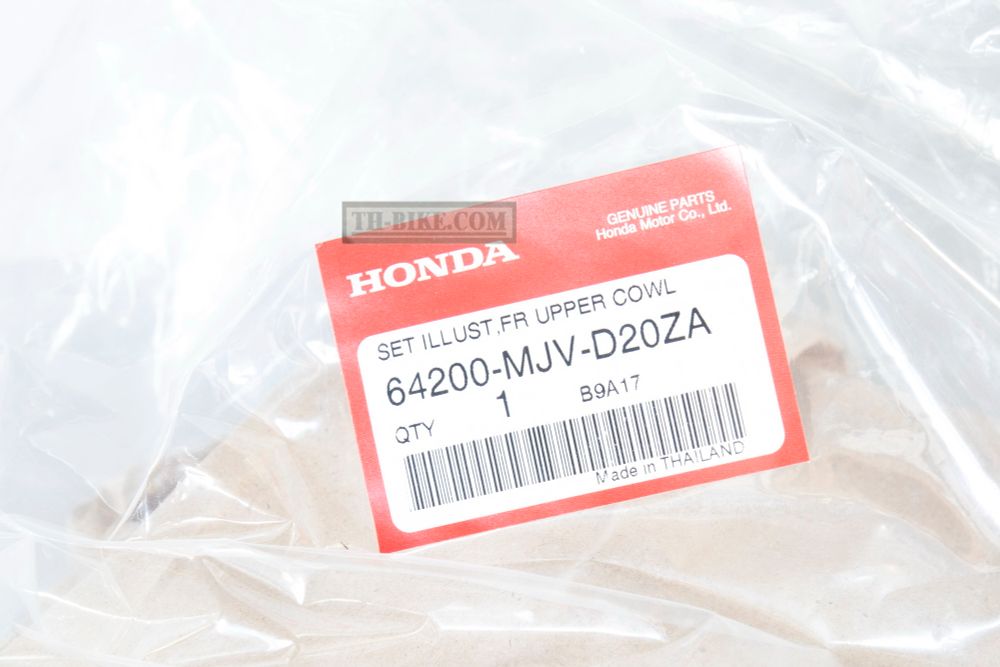 TH-BIKE.COM
HONDA
GENUINE PARTS
Honda Motor Co., Ltd.
SET ILLUST,FR UPPER COWL
64200-MJV-D20ZA
QTY 1 B9A17
Made in THAILAND